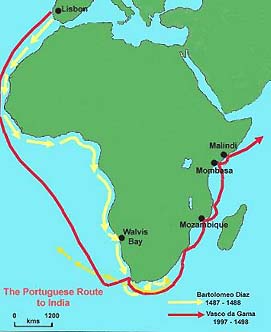 Lisbon
Malindi
Mombasa
Mozambique
Walvis
Bay
The Portuguese Route
to India
0 1200
kms
Bartolomeo Diaz
1487 - 1488
Vasco da Gama
1997 - 1498